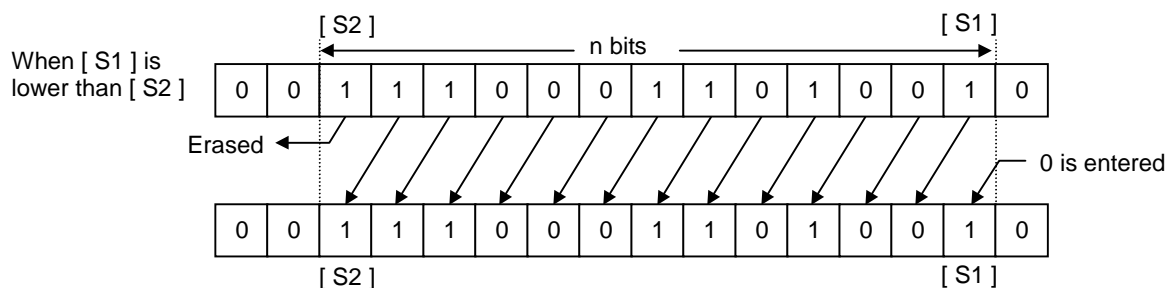 [ S2 ] [ S1 ]
n bits
When [ S1 ] is
lower than [ S2 ]
0 0 1 1 1 0 0 0 1 1 0 1 0 0 1 0
Erased
0 is entered
0 0 1 1 1 0 0 0 1 1 0 1 0 0 1 0
[ S2 ] [ S1 ]